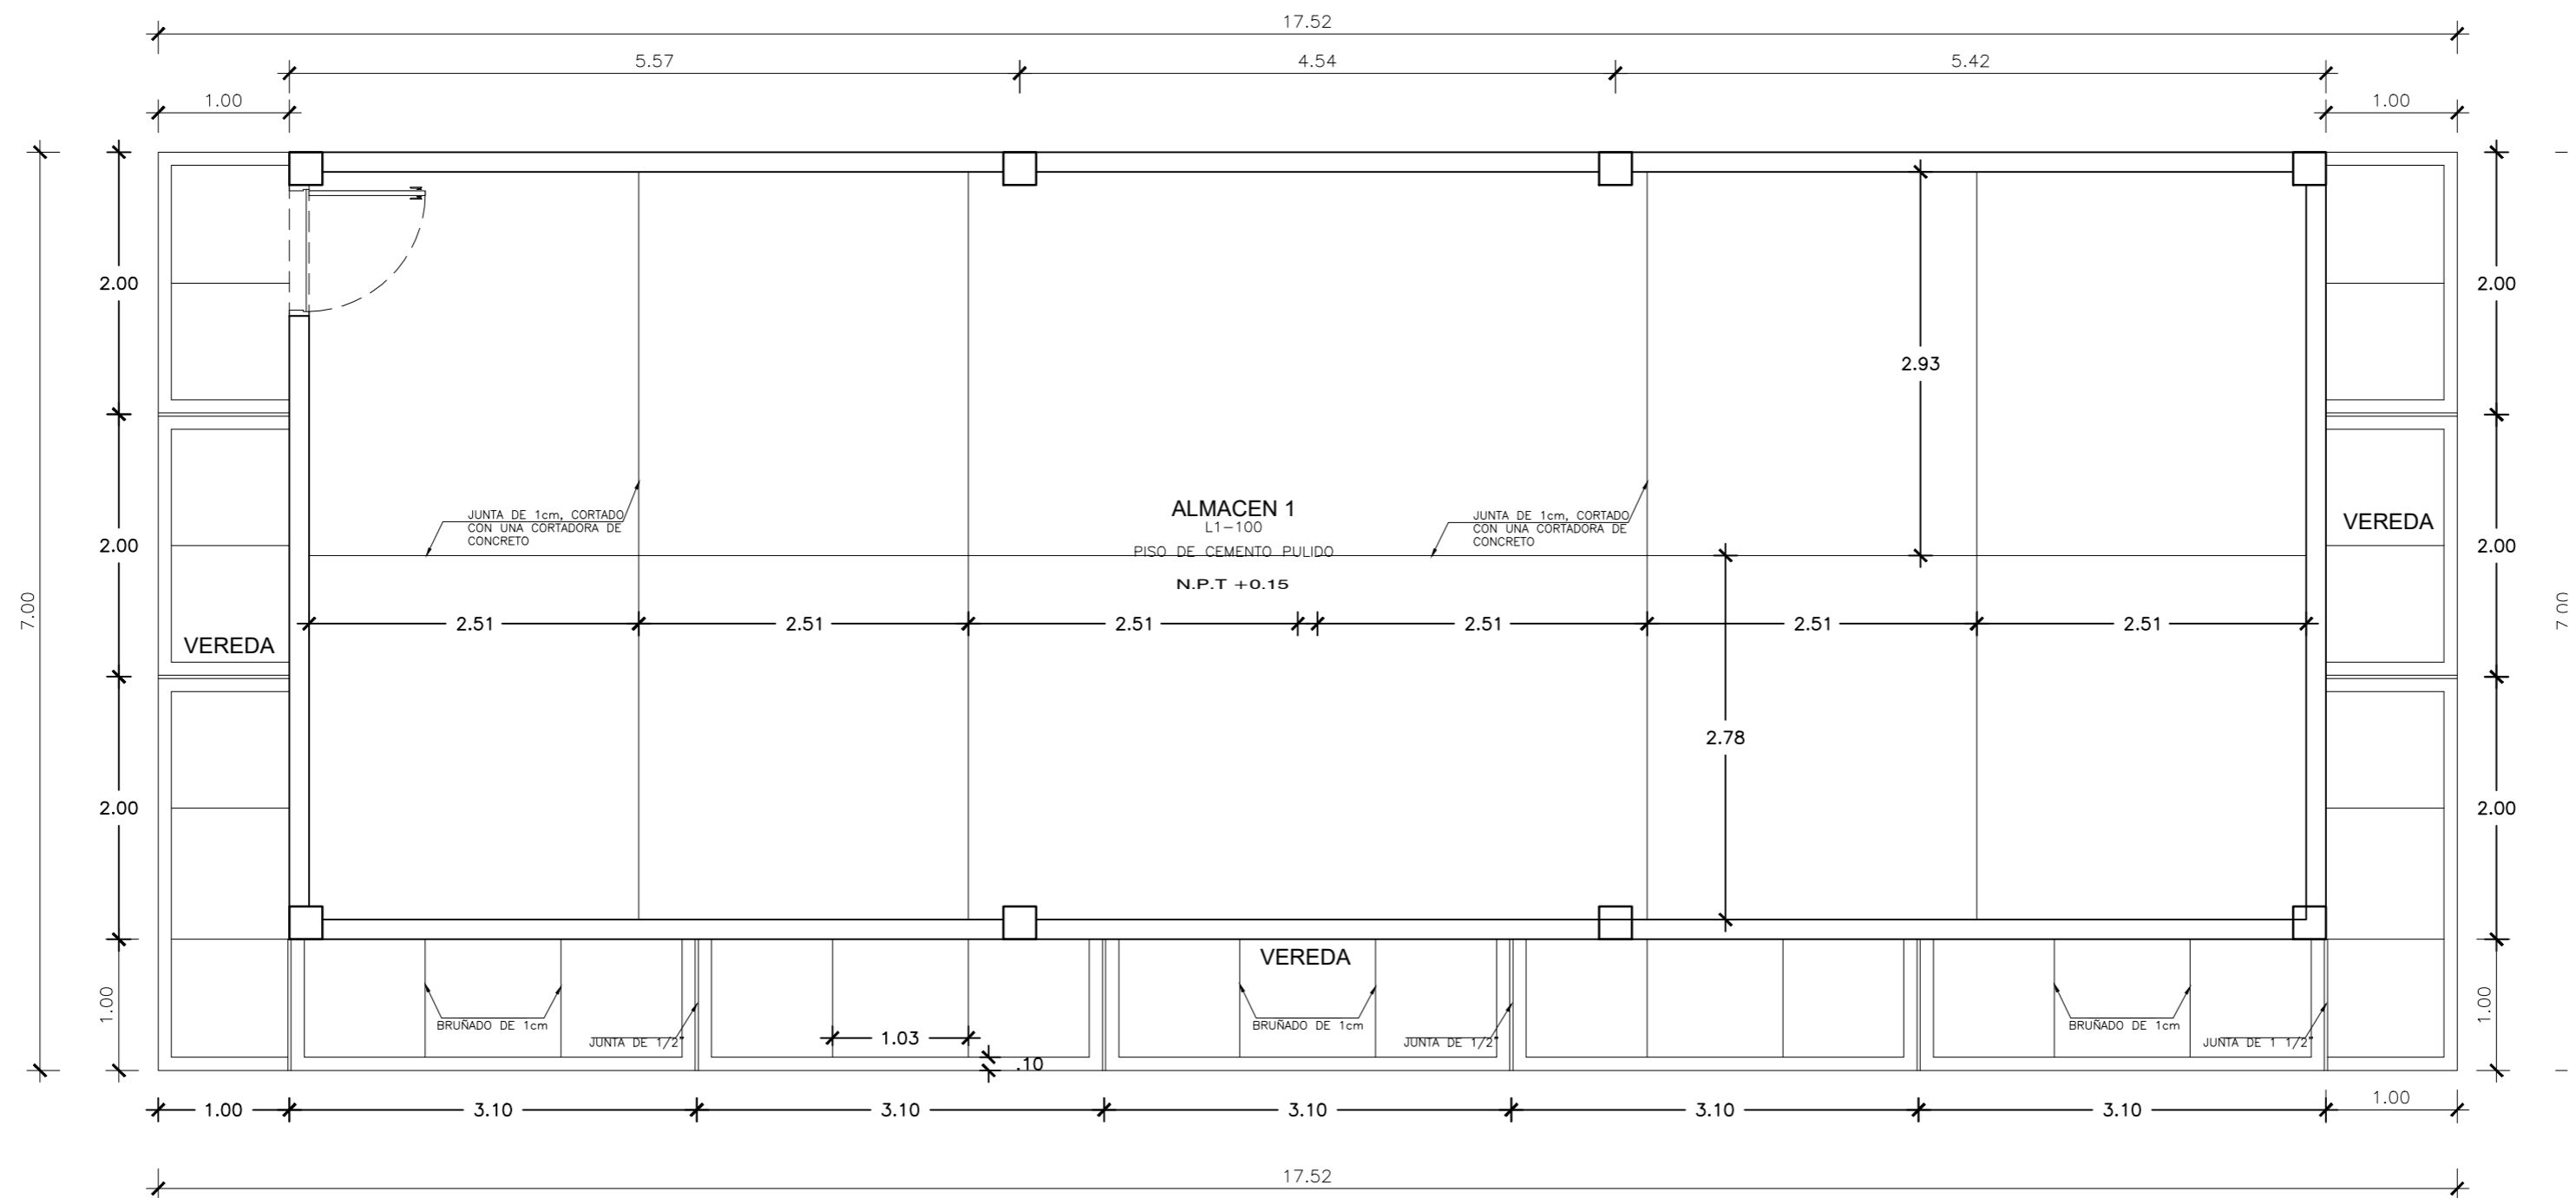 17.52
5.57
4.54
5.42
1.00
1.00
2.00
2.93
2.00
JUNTA DE 1cm, CORTADO
CON UNA CORTADORA DE
CONCRETO
ALMACEN 1
L1-100
PISO DE CEMENTO PULIDO
N.P.T +0.15
JUNTA DE 1cm, CORTADO
CON UNA CORTADORA DE
CONCRETO
VEREDA
2.00
2.00
7.00
7.00
2.51
2.51
2.51
2.51
2.51
2.51
VEREDA
2.78
2.00
2.00
VEREDA
1.00
1.00
BRUÑADO DE 1cm
JUNTA DE 1/2"
1.03
.10
BRUÑADO DE 1cm
JUNTA DE 1/2"
BRUÑADO DE 1cm
JUNTA DE 1 1/2"
1.00
3.10
3.10
3.10
3.10
3.10
1.00
17.52